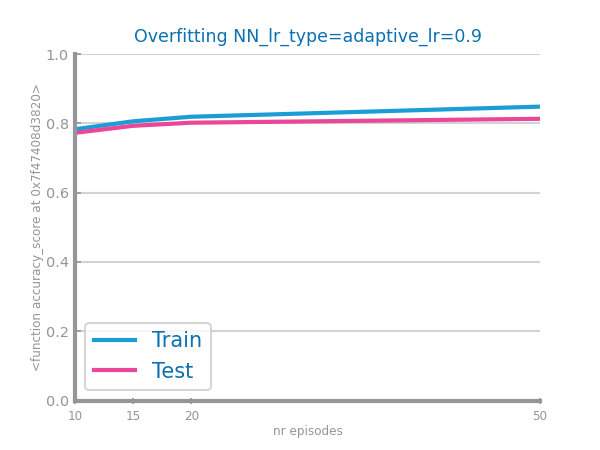 Overfitting NN_lr_type=adaptive_lr=0.9
<function accuracy_score at 0x7f47408d3820>
1.0
0.8
0.6
0.4
0.2
0.0
Train
Test
10 15 20 50
nr episodes